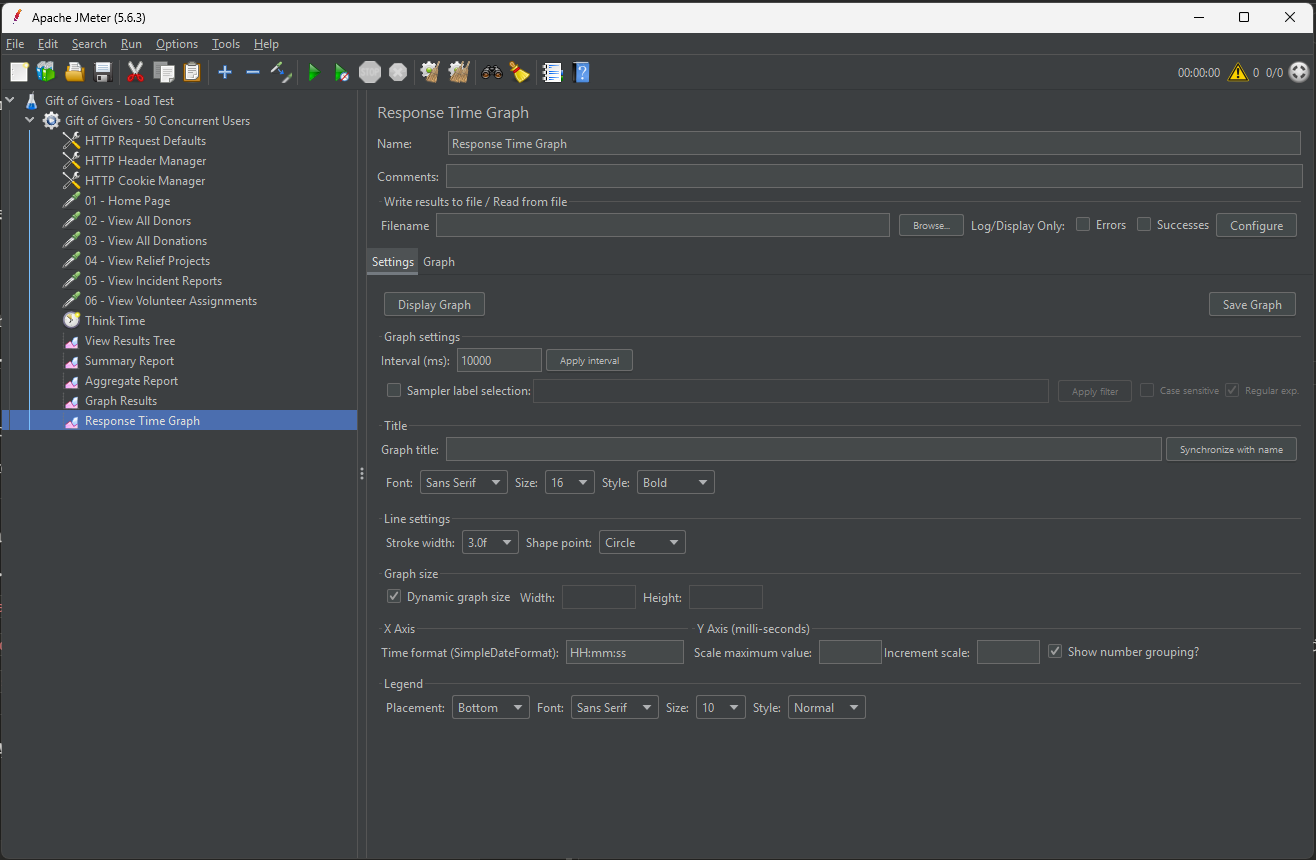 Apache JMeter (5.6.3)
File Edit Search Run Options Tools Help
STOP 00:00:00 0 0/0
Gift of Givers - Load Test
Gift of Givers - 50 Concurrent Users
HTTP Request Defaults
HTTP Header Manager
HTTP Cookie Manager
01 - Home Page
02 - View All Donors
03 - View All Donations
04 - View Relief Projects
05 - View Incident Reports
06 - View Volunteer Assignments
Think Time
View Results Tree
Summary Report
Aggregate Report
Graph Results
Response Time Graph
Response Time Graph
Name: Response Time Graph
Comments:
Write results to file / Read from file
Filename Browse... Log/Display Only: Errors Successes Configure
Settings Graph
Display Graph Save Graph
Graph settings
Interval (ms): 10000 Apply interval
Sampler label selection: Apply filter Case sensitive Regular exp.
Title
Graph title: Synchronize with name
Font: Sans Serif Size: 16 Style: Bold
Line settings
Stroke width: 3.0f Shape point: Circle
Graph size
Dynamic graph size Width: Height:
X Axis Y Axis (milli-seconds)
Time format (SimpleDateFormat): HH:mm:ss Scale maximum value: Increment scale: Show number grouping?
Legend
Placement: Bottom Font: Sans Serif Size: 10 Style: Normal